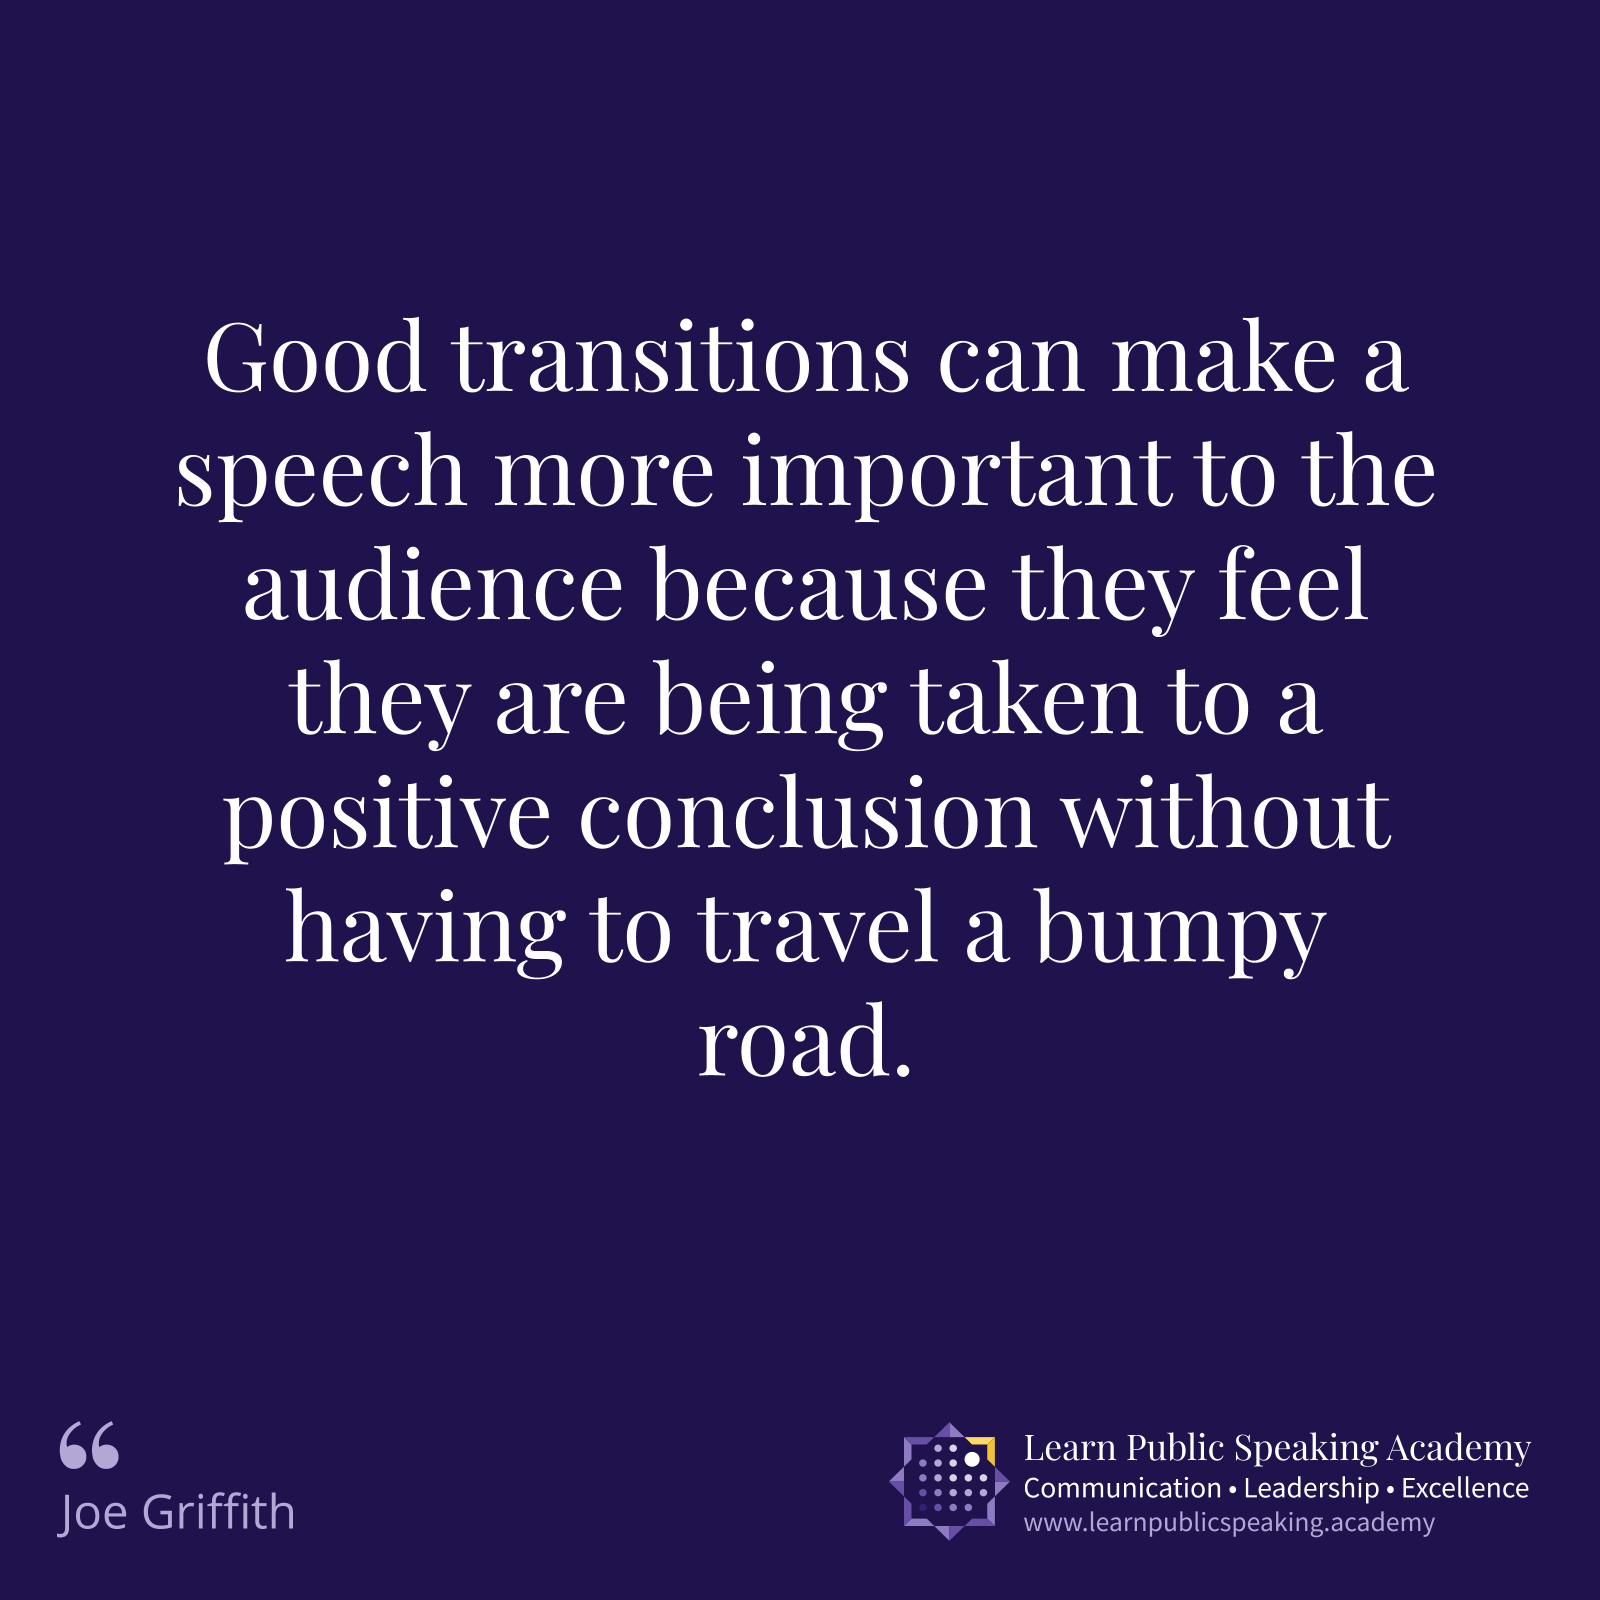 Good transitions can make a
speech more important to the
audience because they feel
they are being taken to a
positive conclusion without
having to travel a bumpy
road.
“
Joe Griffith
Learn Public Speaking Academy
Communication • Leadership • Excellence
www.learnpublicspeaking.academy